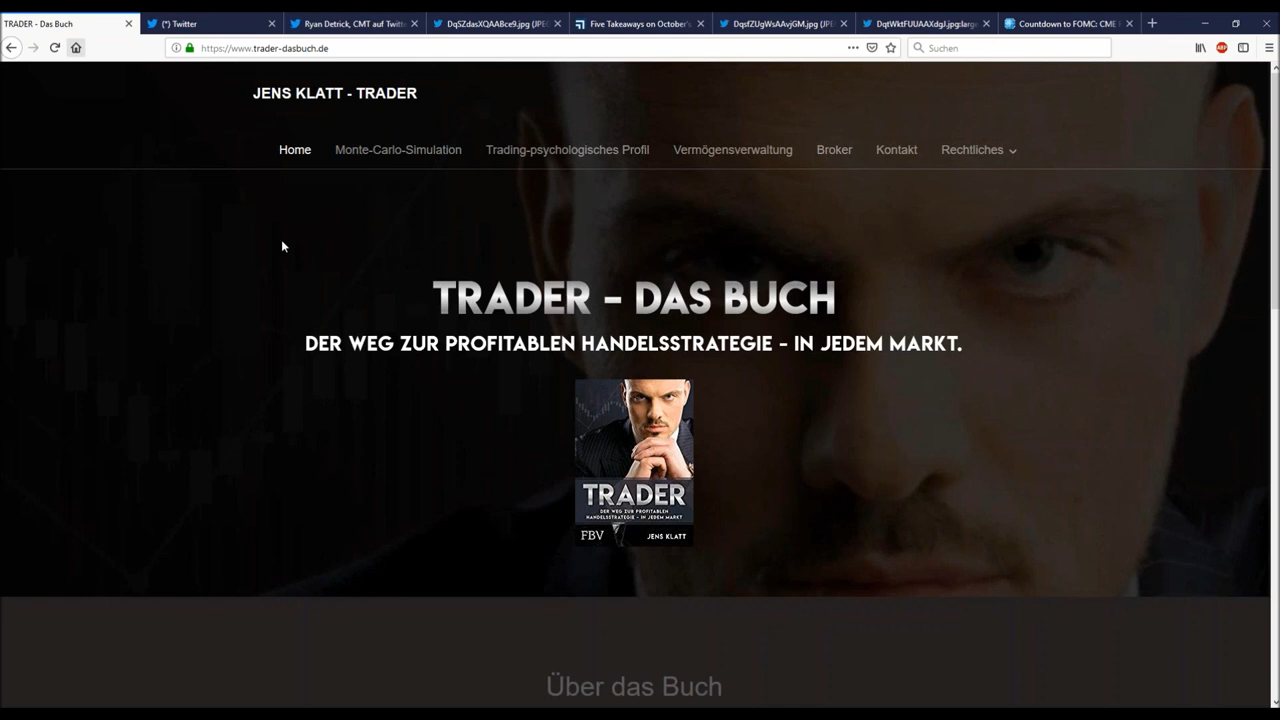 TRADER - Das Buch
(*) Twitter
Ryan Detrick, CMT auf Twitt
DqSZdasXQAABce9.jpg (JPE
Five Takeaways on October's
DqsfZUgWsAAvjGM.jpg (JP
DqtWktFUUAAXdgJ.jpg:large
Countdown to FOMC: CME F
https://www.trader-dasbuch.de
Suchen
ABP
JENS KLATT - TRADER
Home
Monte-Carlo-Simulation
Trading-psychologisches Profil
Vermögensverwaltung
Broker
Kontakt
Rechtliches
TRADER – DAS BUCH
DER WEG ZUR PROFITABLEN HANDELSSTRATEGIE – IN JEDEM MARKT.
TRADER
DER WEG ZUR PROFITABLEN
HANDELSSTRATEGIE – IN JEDEM MARKT
FBV
JENS KLATT
Über das Buch